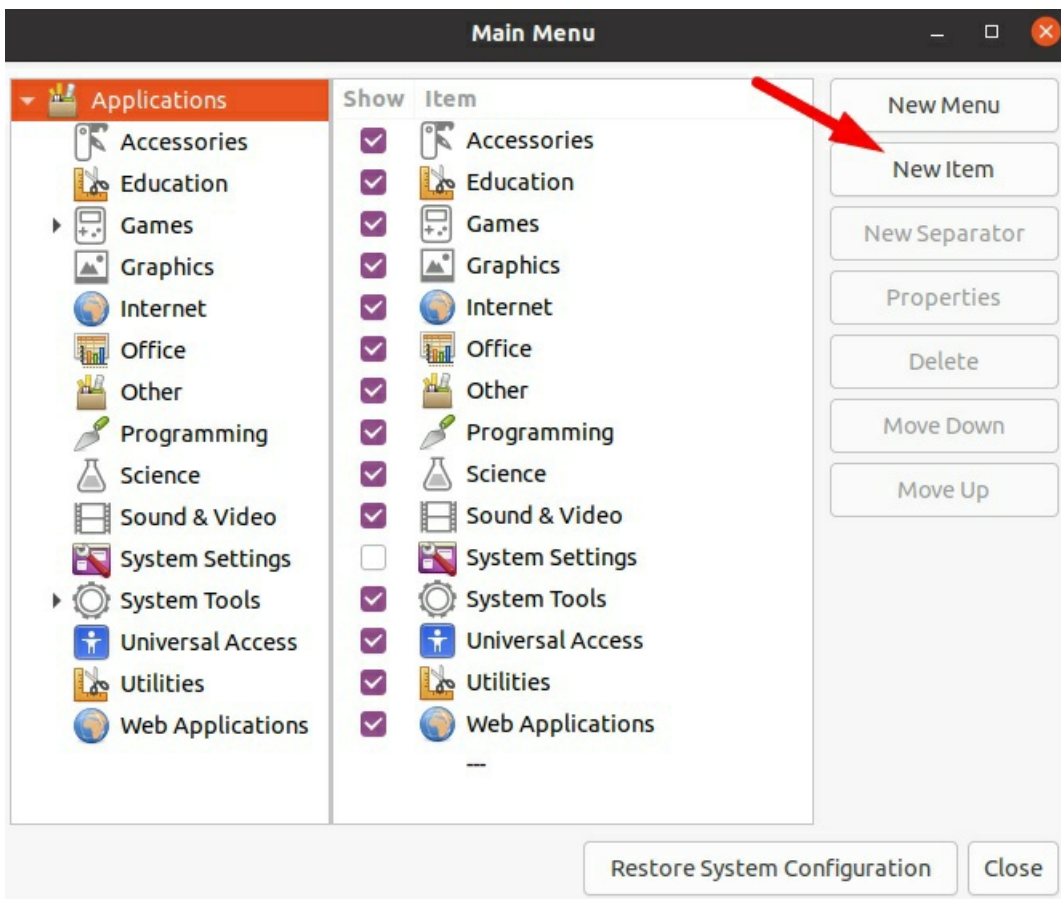 Main Menu
Applications
Accessories
Education
Games
Graphics
Internet
Office
Other
Programming
Science
Sound & Video
System Settings
System Tools
Universal Access
Utilities
Web Applications
Show Item
Accessories
Education
Games
Graphics
Internet
Office
Other
Programming
Science
Sound & Video
System Settings
System Tools
Universal Access
Utilities
Web Applications
---
New Menu
New Item
New Separator
Properties
Delete
Move Down
Move Up
Restore System Configuration
Close